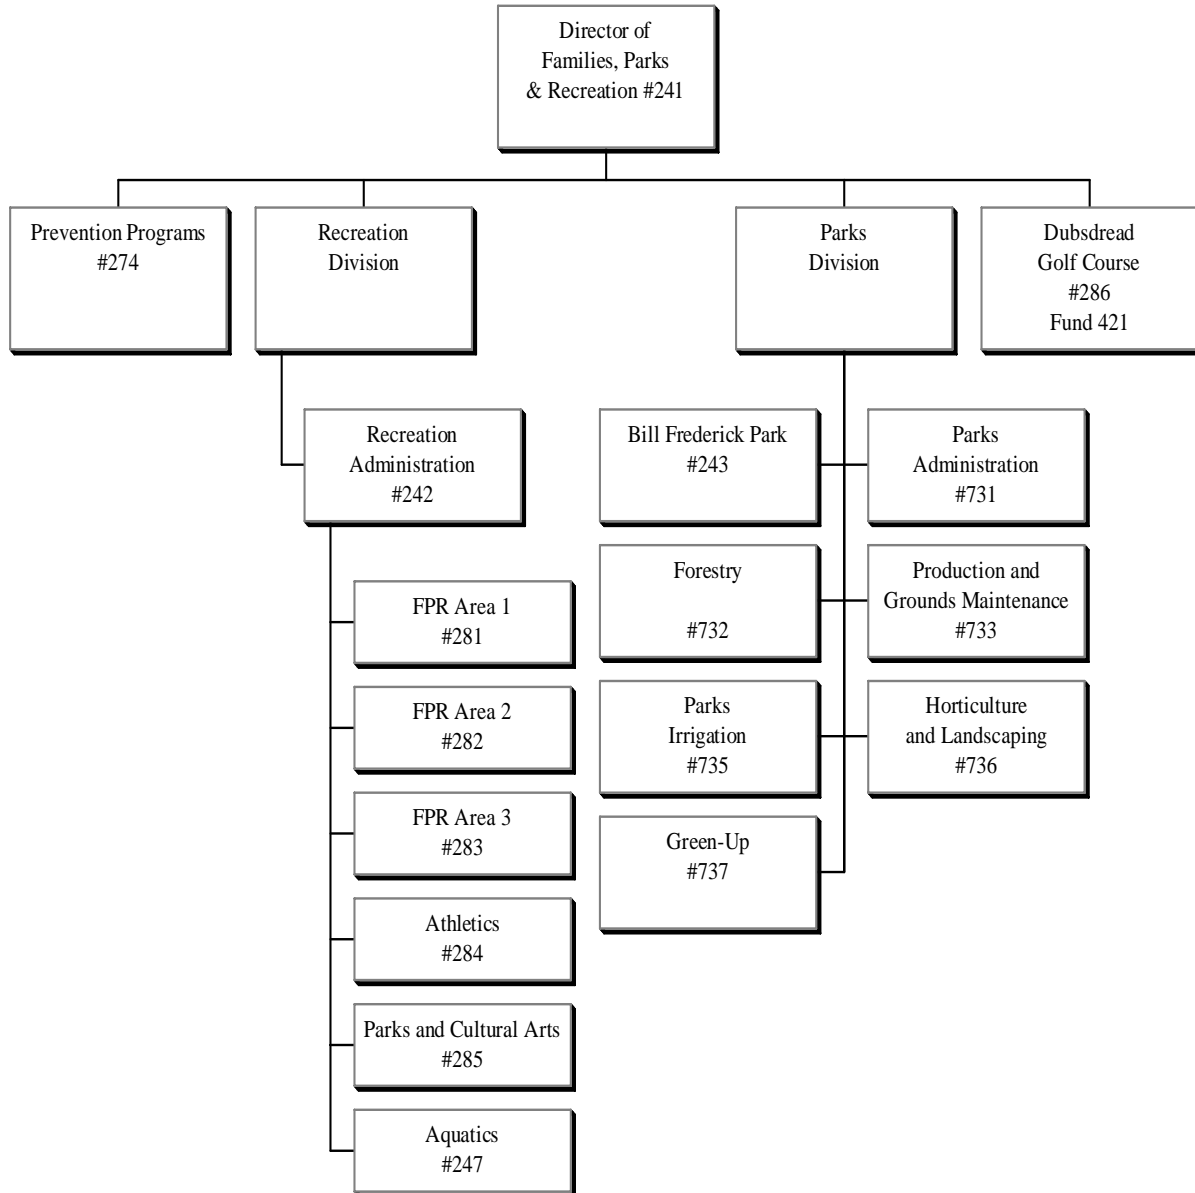 Director of
Families, Parks
& Recreation #241
Prevention Programs
#274
Recreation
Division
Parks
Division
Dubsdread
Golf Course
#286
Fund 421
Recreation
Administration
#242
Bill Frederick Park
#243
Parks
Administration
#731
FPR Area 1
#281
Forestry
#732
Production and
Grounds Maintenance
#733
FPR Area 2
#282
Parks
Irrigation
#735
Horticulture
and Landscaping
#736
FPR Area 3
#283
Green-Up
#737
Athletics
#284
Parks and Cultural Arts
#285
Aquatics
#247